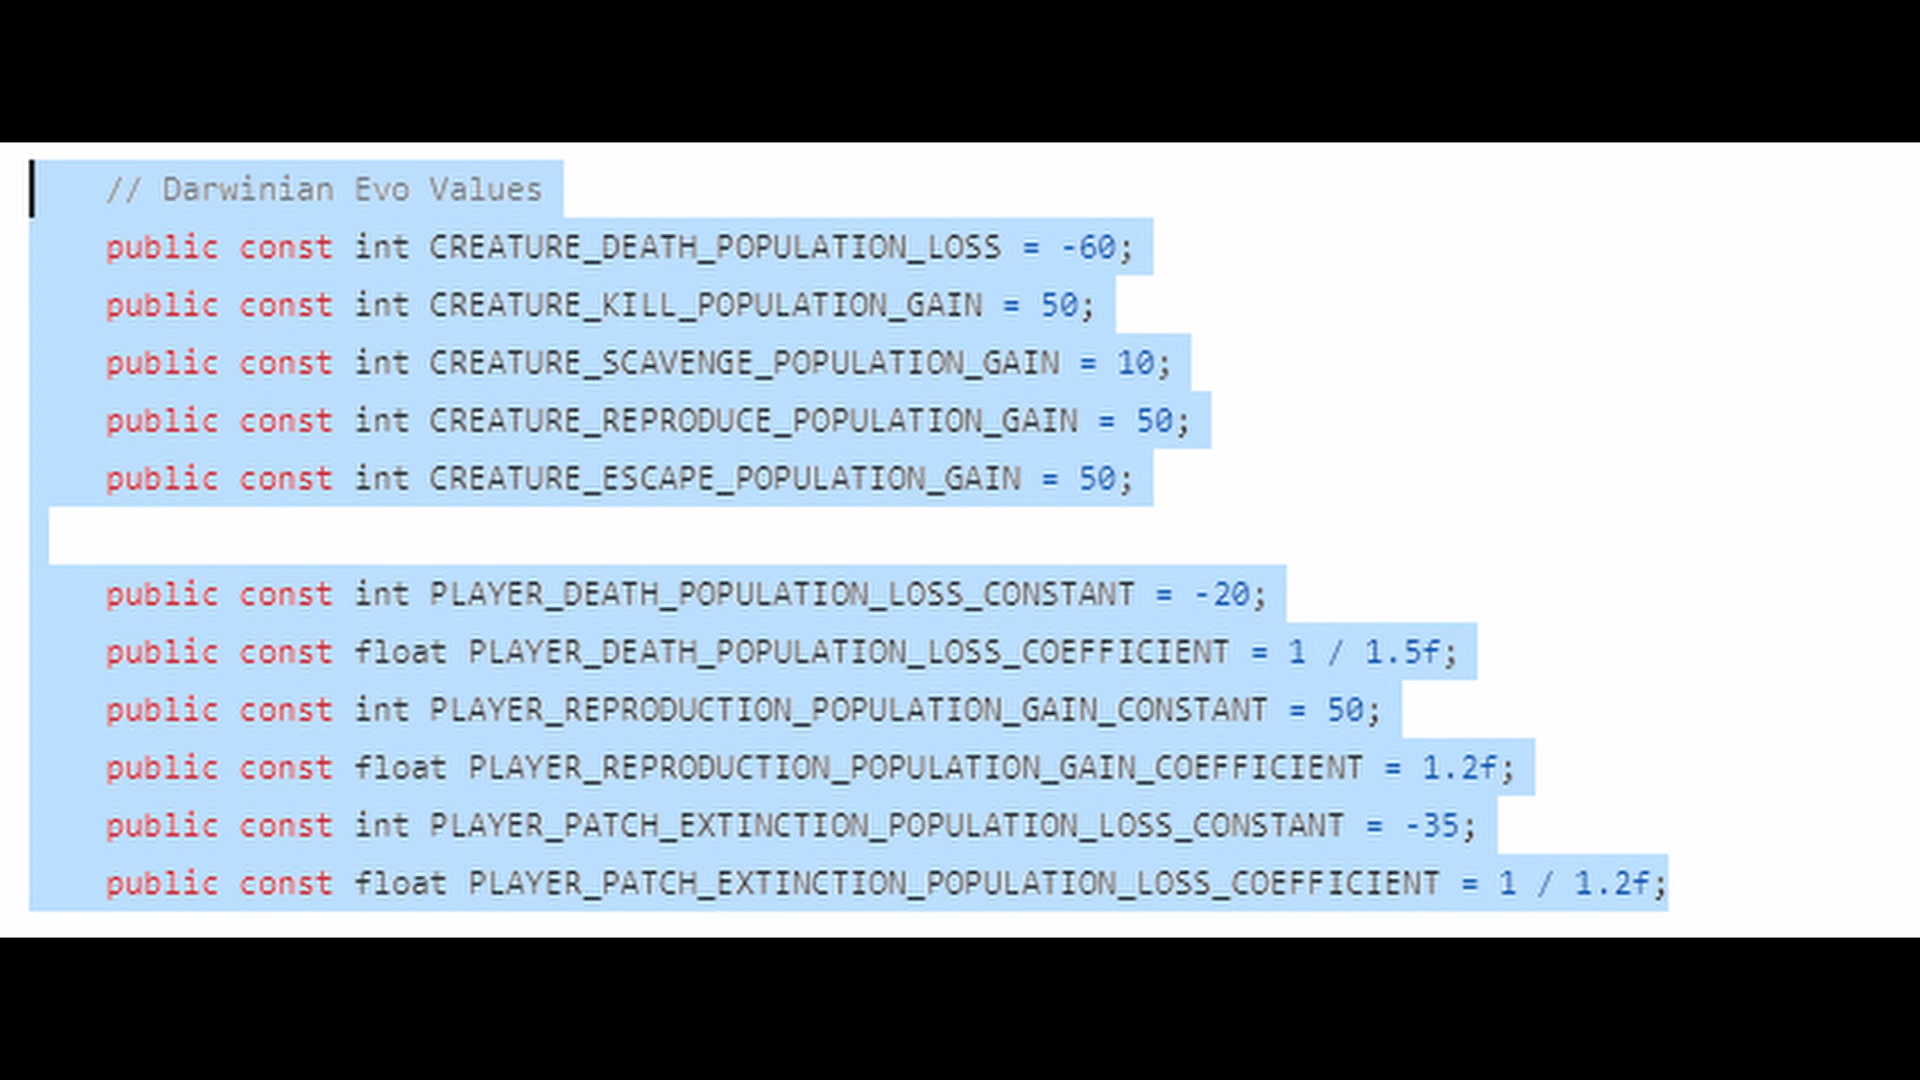 // Darwinian Evo Values
public const int CREATURE_DEATH_POPULATION_LOSS = -60;
public const int CREATURE_KILL_POPULATION_GAIN = 50;
public const int CREATURE_SCAVENGE_POPULATION_GAIN = 10;
public const int CREATURE_REPRODUCE_POPULATION_GAIN = 50;
public const int CREATURE_ESCAPE_POPULATION_GAIN = 50;
public const int PLAYER_DEATH_POPULATION_LOSS_CONSTANT = -20;
public const float PLAYER_DEATH_POPULATION_LOSS_COEFFICIENT = 1 / 1.5f;
public const int PLAYER_REPRODUCTION_POPULATION_GAIN_CONSTANT = 50;
public const float PLAYER_REPRODUCTION_POPULATION_GAIN_COEFFICIENT = 1.2f;
public const int PLAYER_PATCH_EXTINCTION_POPULATION_LOSS_CONSTANT = -35;
public const float PLAYER_PATCH_EXTINCTION_POPULATION_LOSS_COEFFICIENT = 1 / 1.2f;